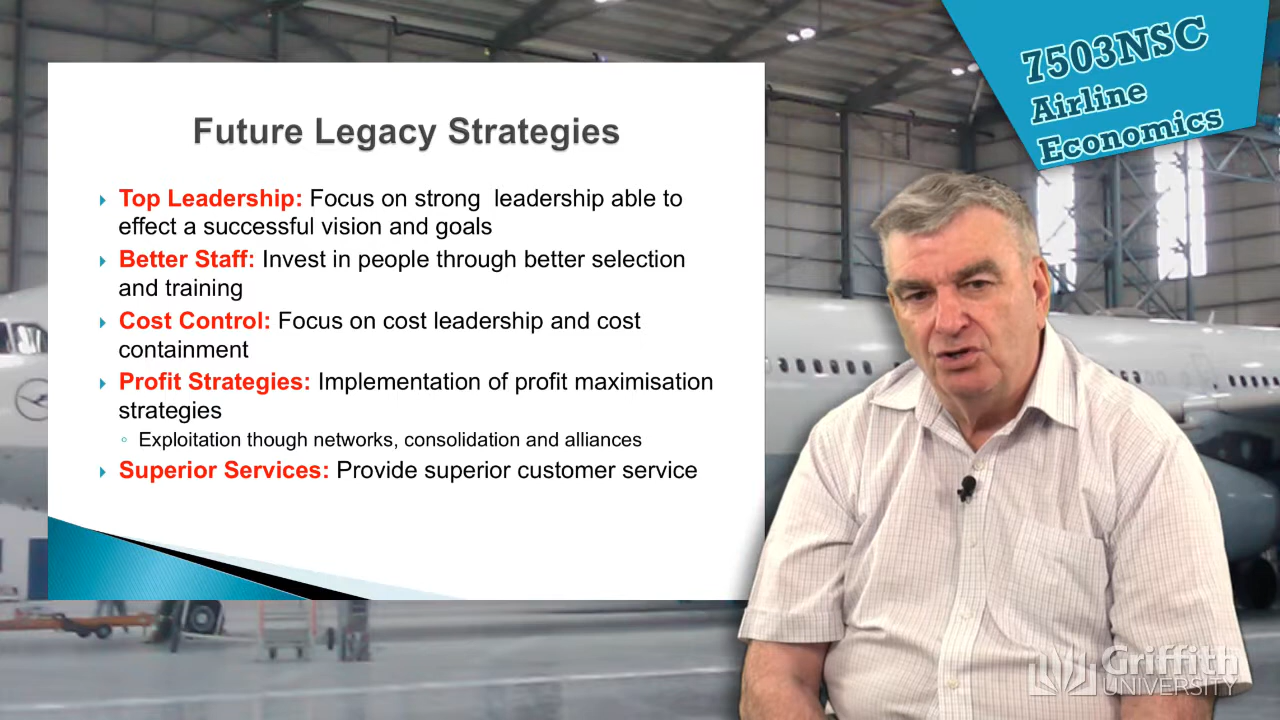 7503NSC
Airline
Economics
Future Legacy Strategies
Top Leadership: Focus on strong leadership able to
effect a successful vision and goals
Better Staff: Invest in people through better selection
and training
Cost Control: Focus on cost leadership and cost
containment
Profit Strategies: Implementation of profit maximisation
strategies
Exploitation though networks, consolidation and alliances
Superior Services: Provide superior customer service
Griffith
UNIVERSITY